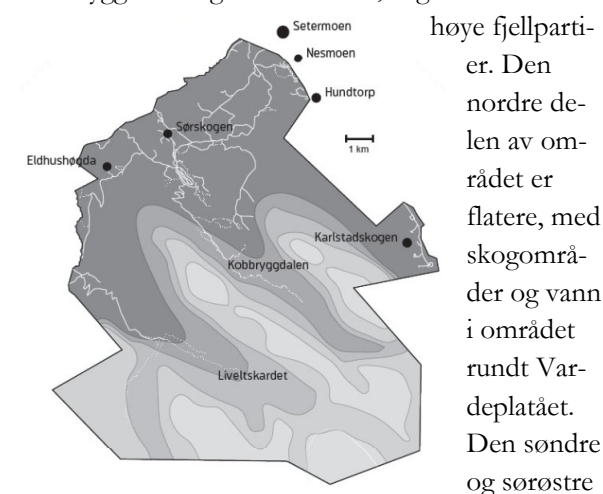 høye fjellparti-
er. Den
nordre de-
len av om-
rådet er
flatere, med
skogområ-
der og vann
i området
rundt Var-
deplatået.
Den søndre
og sørøstre
Setermoen
Nesmoen
Hundtorp
Sørskogen
1 km
Eldhushøgda
Karlstadskogen
Kobbryggdalen
Liveltskardet